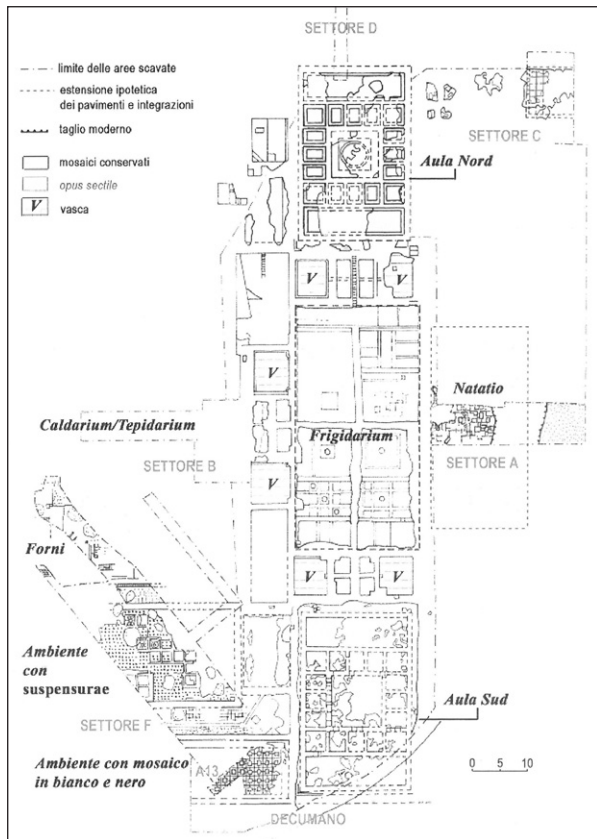 SETTORE D
limite delle aree scavate
estensione ipotetica
dei pavimenti e integrazioni
taglio moderno
mosaici conservati
opus sectile
V vasca
SETTORE C
Aula Nord
V
V
V
Natatio
Caldarium/Tepidarium
Frigidarium
SETTORE B
V
SETTORE A
Forni
V
V
Ambiente
con
suspensurae
SETTORE F
Aula Sud
Ambiente con mosaico
in bianco e nero
A13
0 5 10
DECUMANO